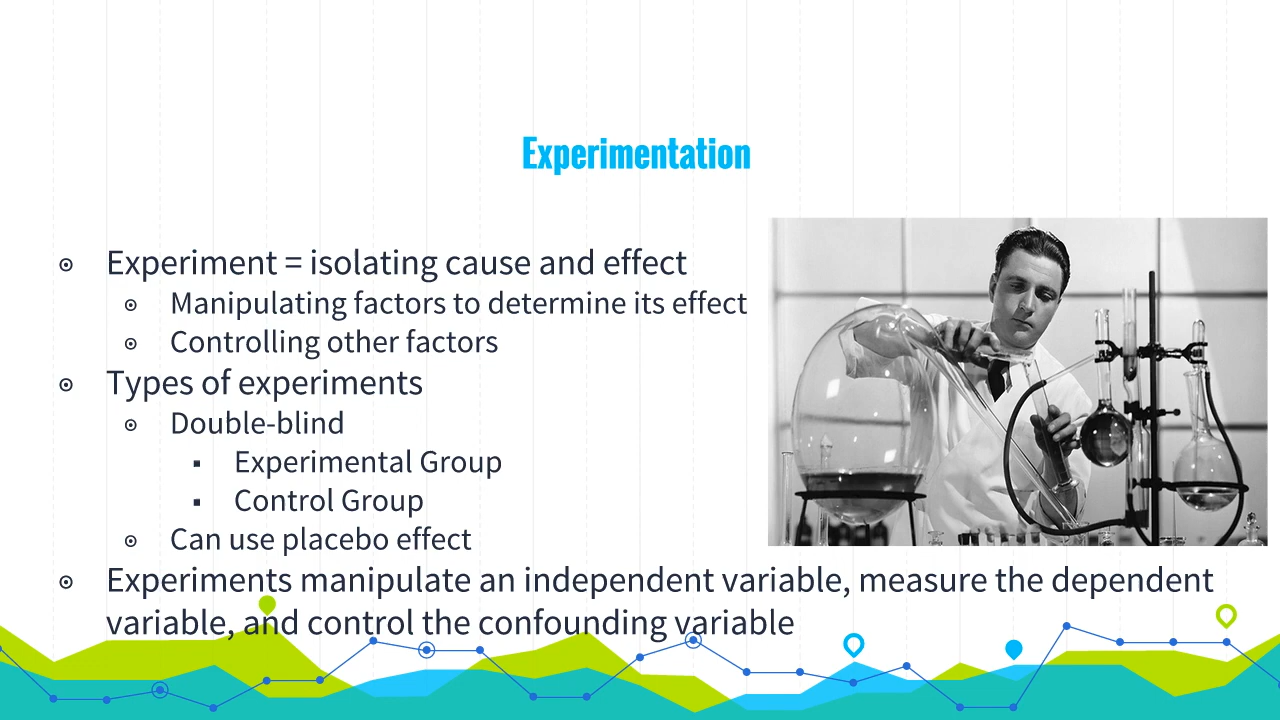 Experimentation
Experiment = isolating cause and effect
Manipulating factors to determine its effect
Controlling other factors
Types of experiments
Double-blind
Experimental Group
Control Group
Can use placebo effect
Experiments manipulate an independent variable, measure the dependent
variable, and control the confounding variable